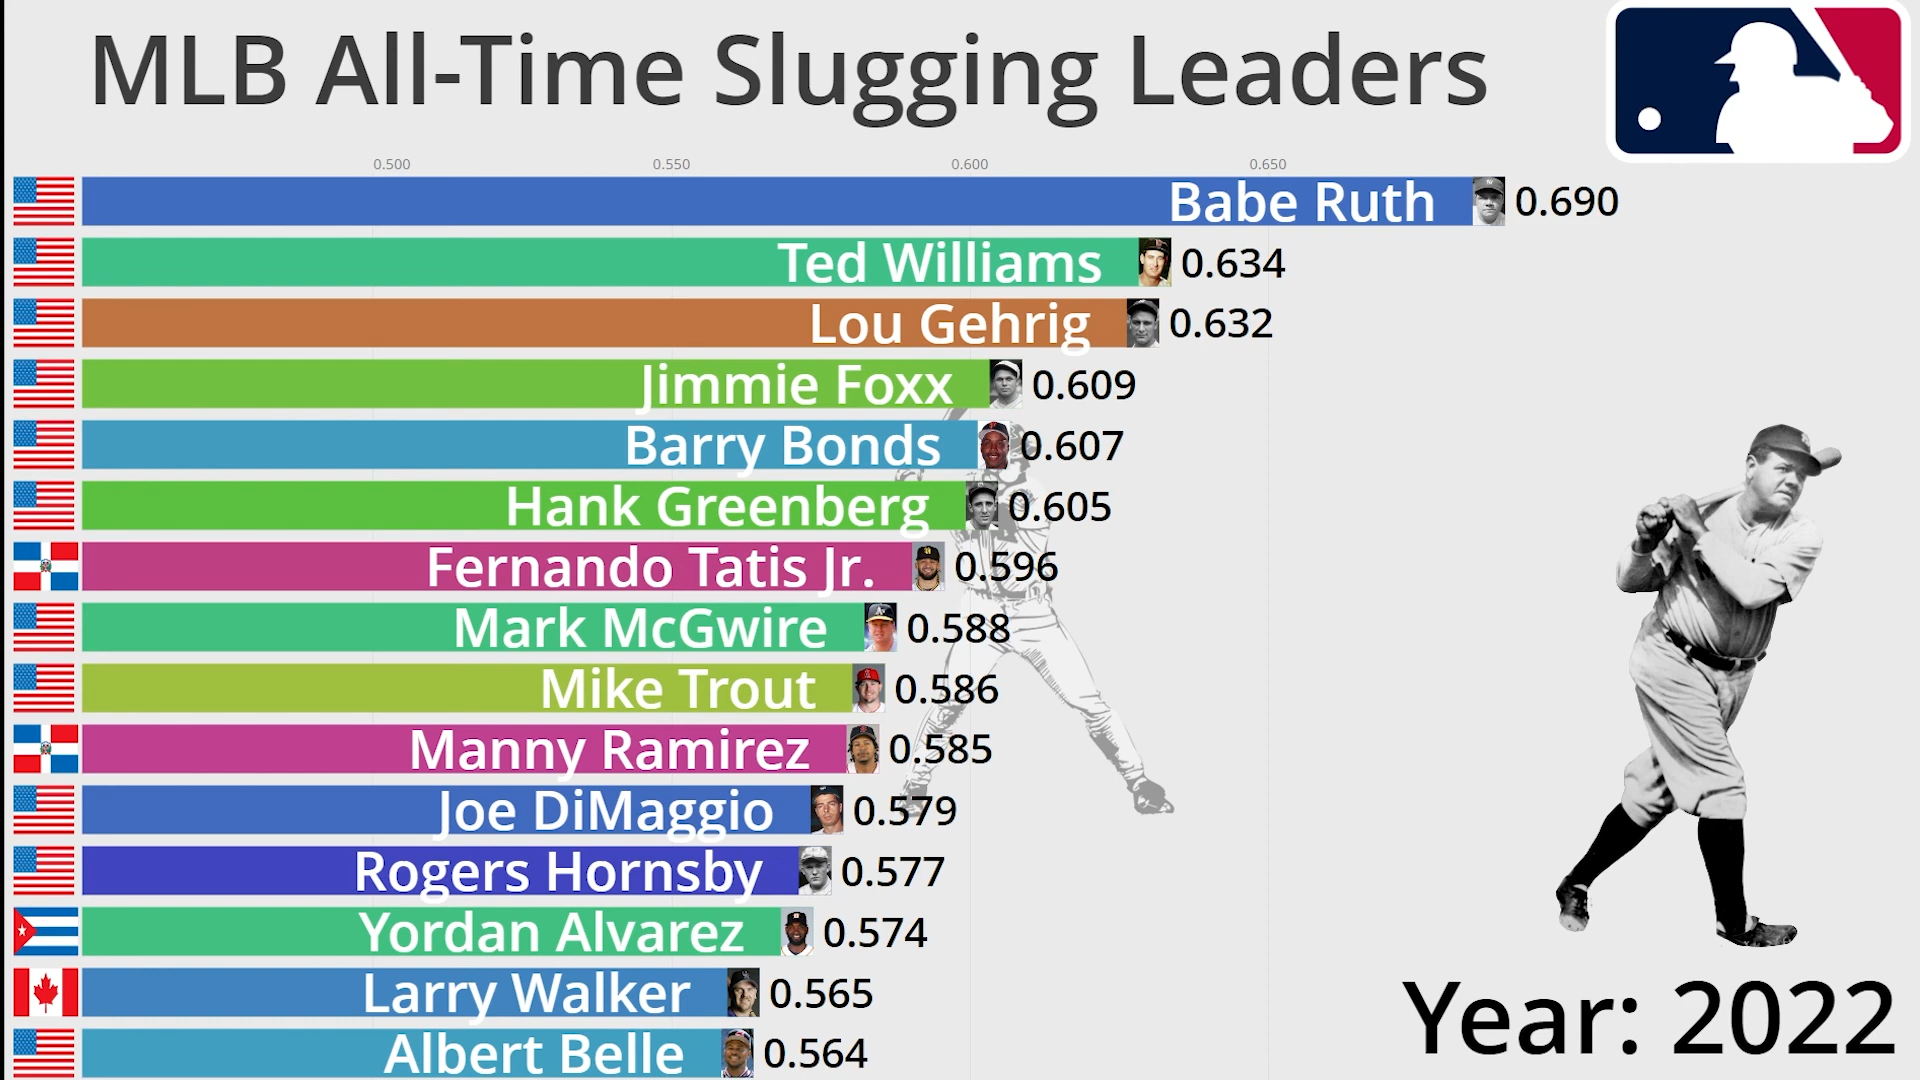 MLB All-Time Slugging Leaders
0.500 0.550 0.600 0.650
Babe Ruth 0.690
Ted Williams 0.634
Lou Gehrig 0.632
Jimmie Foxx 0.609
Barry Bonds 0.607
Hank Greenberg 0.605
Fernando Tatis Jr. 0.596
Mark McGwire 0.588
Mike Trout 0.586
Manny Ramirez 0.585
Joe DiMaggio 0.579
Rogers Hornsby 0.577
Yordan Alvarez 0.574
Larry Walker 0.565
Albert Belle 0.564
Year: 2022